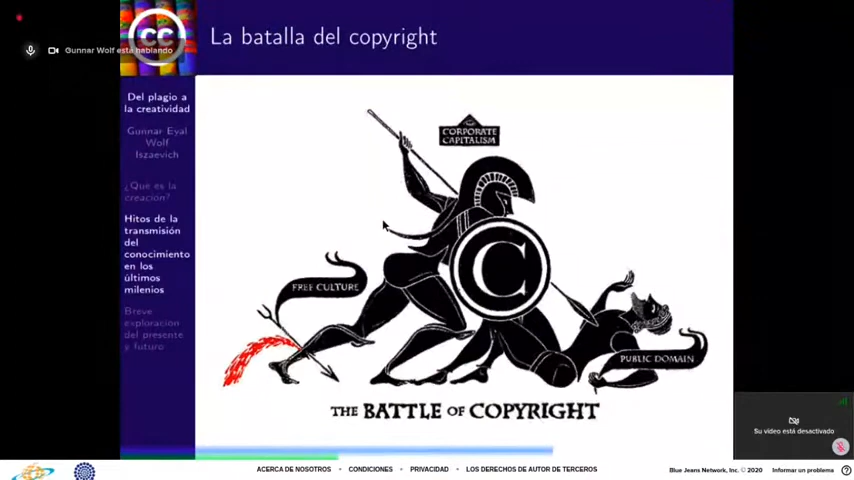 La batalla del copyright
cc
Gunnar Wolf está hablando
Del plagio a
la creatividad
Gunnar Eyal
Wolf
Iszaevich
¿Qué es la
creación?
Hitos de la
transmisión
del
conocimiento
en los
últimos
milenios
Breve
exploración
del presente
y futuro
CORPORATE
CAPITALISM
C
FREE CULTURE
PUBLIC DOMAIN
THE BATTLE OF COPYRIGHT
Su vídeo está desactivado
ACERCA DE NOSOTROS • CONDICIONES • PRIVACIDAD • LOS DERECHOS DE AUTOR DE TERCEROS
Blue Jeans Network, Inc. © 2020 Informar un problema ?